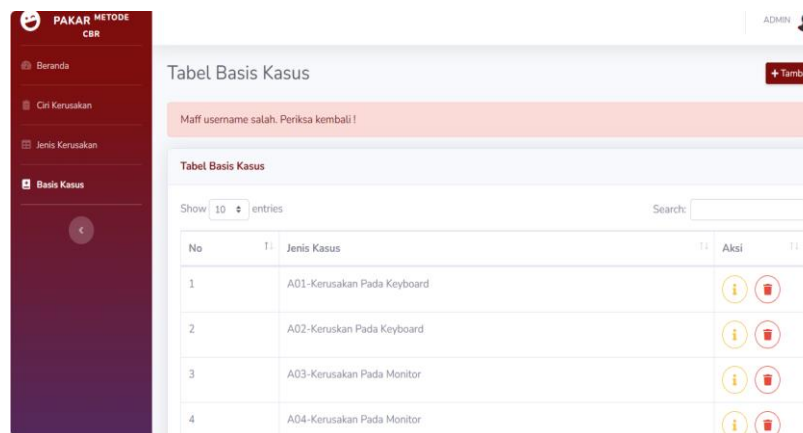 PAKAR METODE
CBR
ADMIN
Beranda
Ciri Kerusakan
Jenis Kerusakan
Basis Kasus
Tabel Basis Kasus
+ Tamb
Maff username salah. Periksa kembali !
Tabel Basis Kasus
Show 10 entries
Search:
No Jenis Kasus Aksi
1 A01-Kerusakan Pada Keyboard
2 A02-Keruskan Pada Keyboard
3 A03-Kerusakan Pada Monitor
4 A04-Kerusakan Pada Monitor